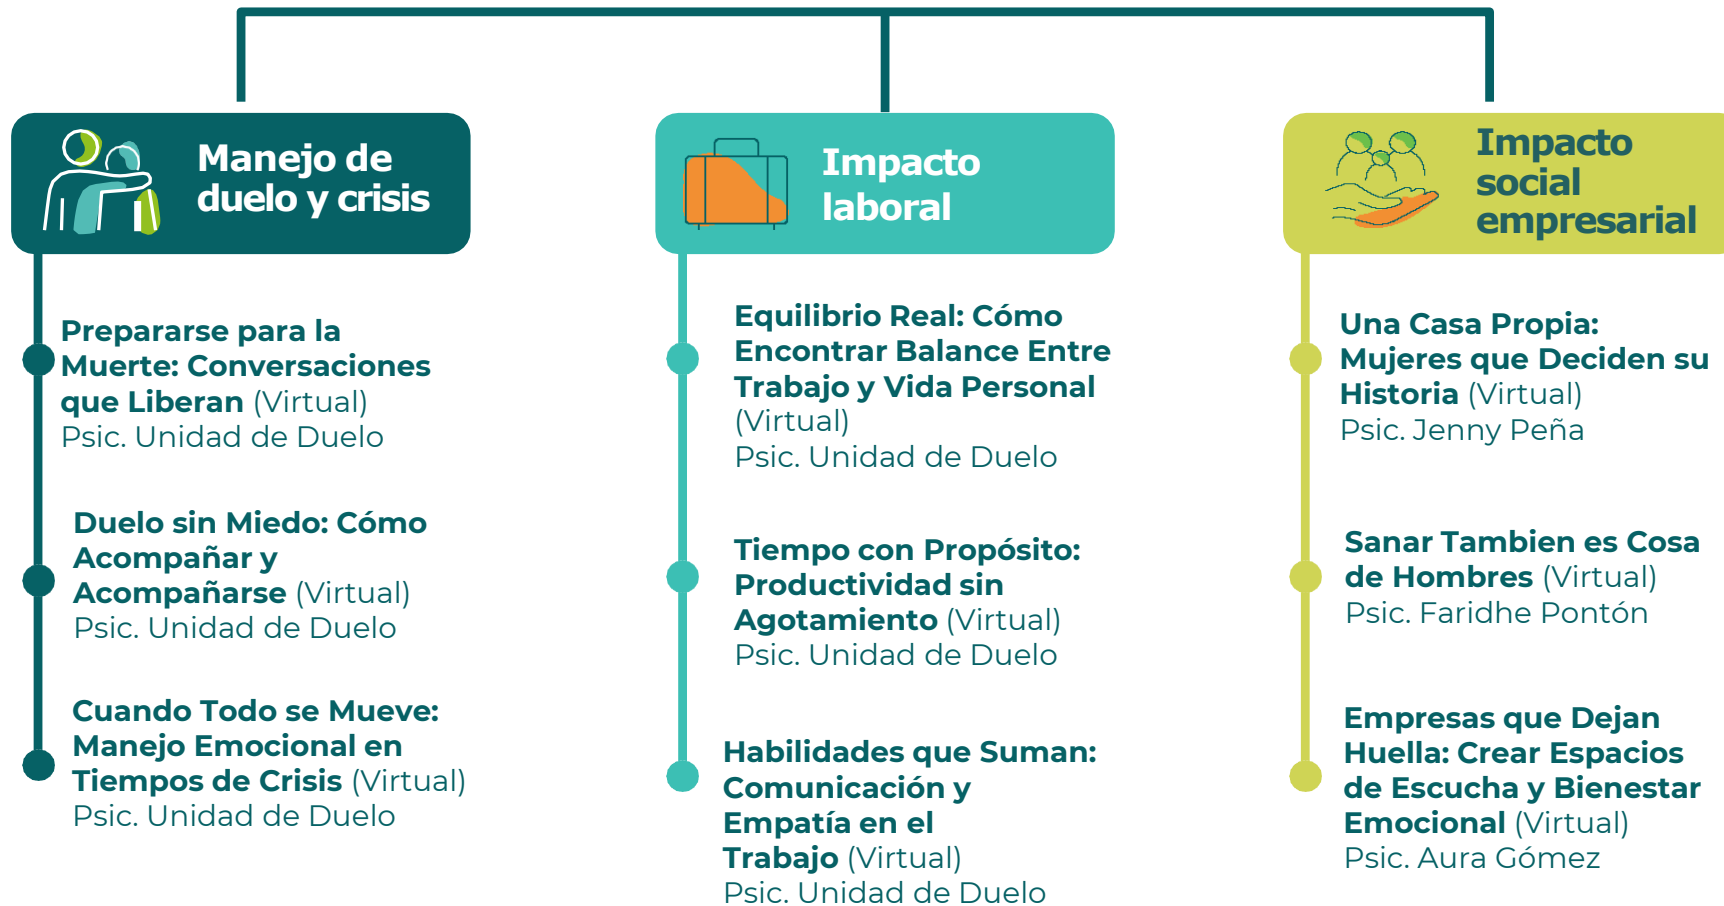 Manejo de
duelo y crisis
Prepararse para la
Muerte: Conversaciones
que Liberan (Virtual)
Psic. Unidad de Duelo
Duelo sin Miedo: Cómo
Acompañar y
Acompañarse (Virtual)
Psic. Unidad de Duelo
Cuando Todo se Mueve:
Manejo Emocional en
Tiempos de Crisis (Virtual)
Psic. Unidad de Duelo
Impacto
laboral
Equilibrio Real: Cómo
Encontrar Balance Entre
Trabajo y Vida Personal
(Virtual)
Psic. Unidad de Duelo
Tiempo con Propósito:
Productividad sin
Agotamiento (Virtual)
Psic. Unidad de Duelo
Habilidades que Suman:
Comunicación y
Empatía en el
Trabajo (Virtual)
Psic. Unidad de Duelo
Impacto
social
empresarial
Una Casa Propia:
Mujeres que Deciden su
Historia (Virtual)
Psic. Jenny Peña
Sanar Tambien es Cosa
de Hombres (Virtual)
Psic. Faridhe Pontón
Empresas que Dejan
Huella: Crear Espacios
de Escucha y Bienestar
Emocional (Virtual)
Psic. Aura Gómez